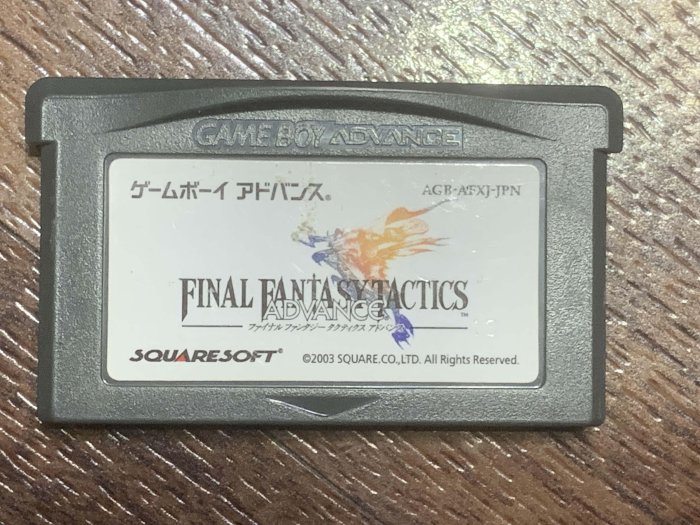 GAME BOY ADVANCE
ゲームボーイ アドバンス®
AGB-AFXJ-JPN
FINAL FANTASY TACTICS™
ADVANCE®
ファイナル ファンタジー タクティクス アドバンス
SQUARESOFT®
©2003 SQUARE.CO.,LTD. All Rights Reserved.